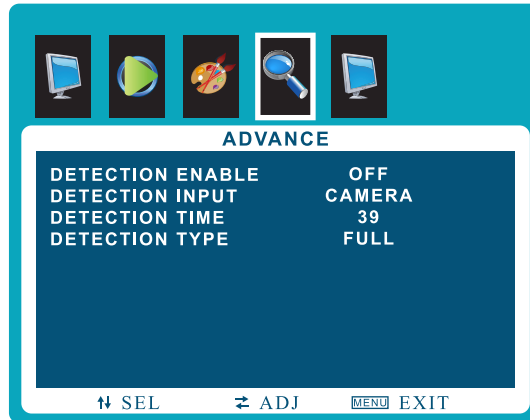 ADVANCE
DETECTION ENABLE OFF
DETECTION INPUT CAMERA
DETECTION TIME 39
DETECTION TYPE FULL
SEL ADJ MENU EXIT